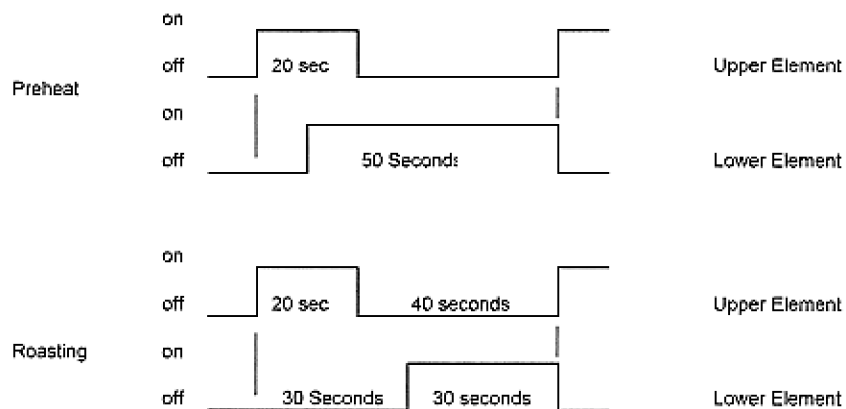 on
off 20 sec Upper Element
Preheat
on
off 50 Seconds Lower Element
on
off 20 sec 40 seconds Upper Element
Roasting on
off 30 Seconds 30 seconds Lower Element